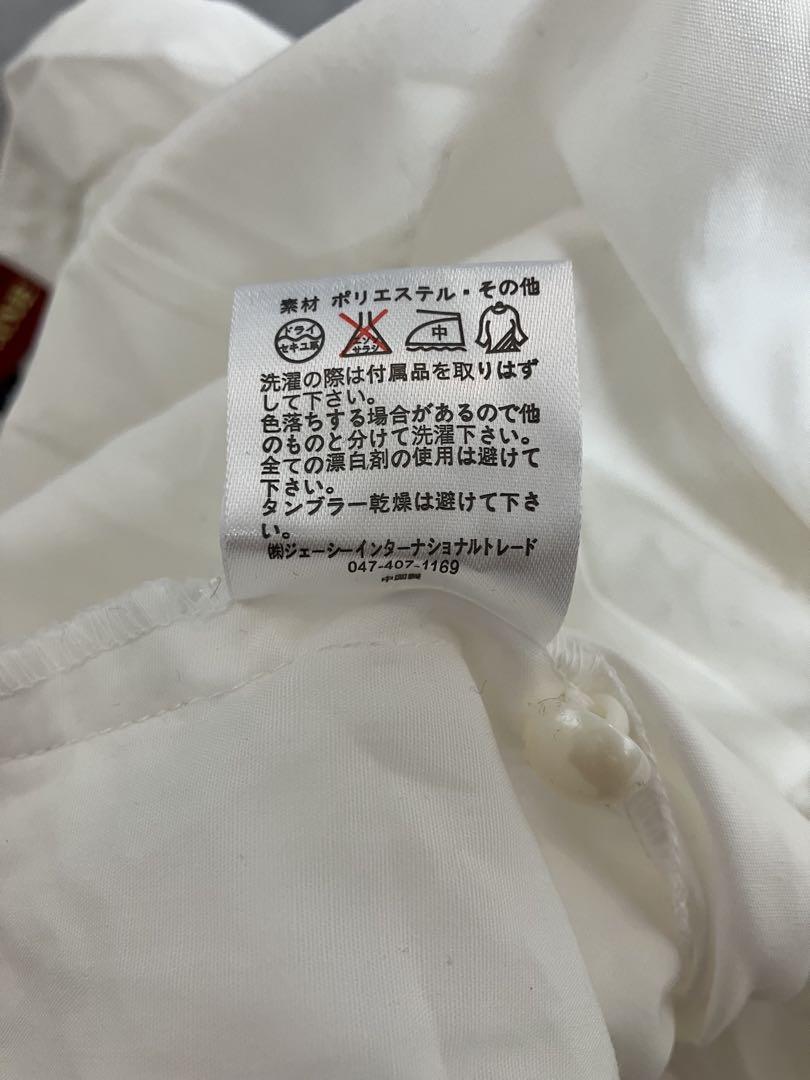 素材 ポリエステル・その他
ドライ
セキユ系
エンソ
サラシ
中
洗濯の際は付属品を取りはず
して下さい。
色落ちする場合があるので他
のものと分けて洗濯下さい。
全ての漂白剤の使用は避けて
下さい。
タンブラー乾燥は避けて下さ
い。
㈱ジェーシーインターナショナルトレード
047-407-1169
中国製